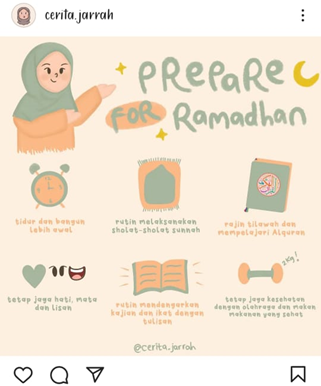 cerita.jarrah
PRepaRe
FOR Ramadhan
tidur dan bangun
lebih awal
rutin melaksanakan
sholat-sholat sunnah
rajin tilawah dan
mempelajari Alquran
tetap jaga hati, mata
dan lisan
rutin mendengarkan
kajian dan ikat dengan
tulisan
tetap jaga kesehatan
dengan olahraga dan makan
makanan yang sehat
@cerita.jarrah